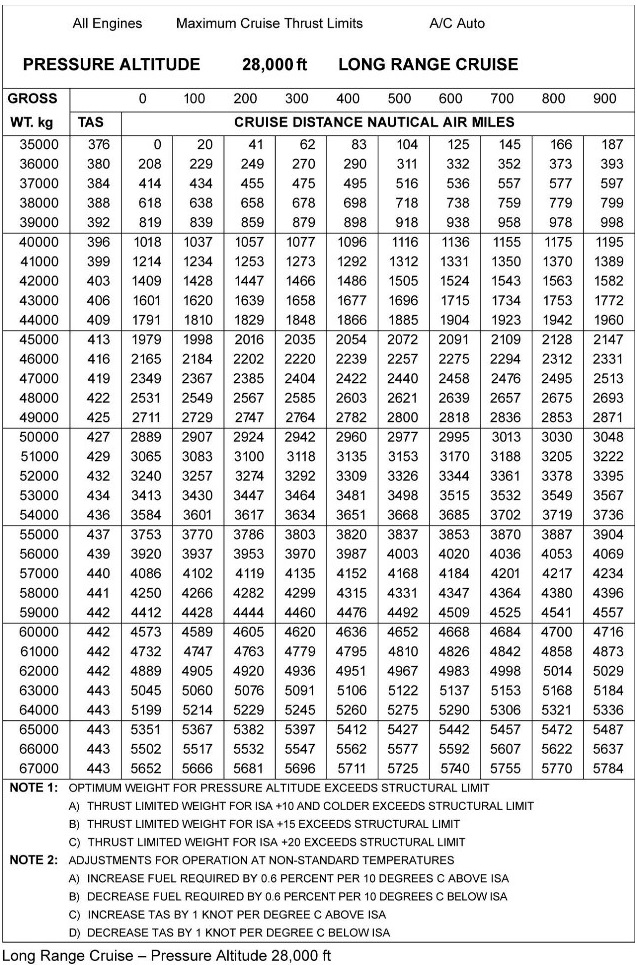 All Engines Maximum Cruise Thrust Limits A/C Auto
PRESSURE ALTITUDE 28,000 ft LONG RANGE CRUISE
GROSS 0 100 200 300 400 500 600 700 800 900
WT. kg TAS CRUISE DISTANCE NAUTICAL AIR MILES
35000 376 0 20 41 62 83 104 125 145 166 187
36000 380 208 229 249 270 290 311 332 352 373 393
37000 384 414 434 455 475 495 516 536 557 577 597
38000 388 618 638 658 678 698 718 738 759 779 799
39000 392 819 839 859 879 898 918 938 958 978 998
40000 396 1018 1037 1057 1077 1096 1116 1136 1155 1175 1195
41000 399 1214 1234 1253 1273 1292 1312 1331 1350 1370 1389
42000 403 1409 1428 1447 1466 1486 1505 1524 1543 1563 1582
43000 406 1601 1620 1639 1658 1677 1696 1715 1734 1753 1772
44000 409 1791 1810 1829 1848 1866 1885 1904 1923 1942 1960
45000 413 1979 1998 2016 2035 2054 2072 2091 2109 2128 2147
46000 416 2165 2184 2202 2220 2239 2257 2275 2294 2312 2331
47000 419 2349 2367 2385 2404 2422 2440 2458 2476 2495 2513
48000 422 2531 2549 2567 2585 2603 2621 2639 2657 2675 2693
49000 425 2711 2729 2747 2764 2782 2800 2818 2836 2853 2871
50000 427 2889 2907 2924 2942 2960 2977 2995 3013 3030 3048
51000 429 3065 3083 3100 3118 3135 3153 3170 3188 3205 3222
52000 432 3240 3257 3274 3292 3309 3326 3344 3361 3378 3395
53000 434 3413 3430 3447 3464 3481 3498 3515 3532 3549 3567
54000 436 3584 3601 3617 3634 3651 3668 3685 3702 3719 3736
55000 437 3753 3770 3786 3803 3820 3837 3853 3870 3887 3904
56000 439 3920 3937 3953 3970 3987 4003 4020 4036 4053 4069
57000 440 4086 4102 4119 4135 4152 4168 4184 4201 4217 4234
58000 441 4250 4266 4282 4299 4315 4331 4347 4364 4380 4396
59000 442 4412 4428 4444 4460 4476 4492 4509 4525 4541 4557
60000 442 4573 4589 4605 4620 4636 4652 4668 4684 4700 4716
61000 442 4732 4747 4763 4779 4795 4810 4826 4842 4858 4873
62000 442 4889 4905 4920 4936 4951 4967 4983 4998 5014 5029
63000 443 5045 5060 5076 5091 5106 5122 5137 5153 5168 5184
64000 443 5199 5214 5229 5245 5260 5275 5290 5306 5321 5336
65000 443 5351 5367 5382 5397 5412 5427 5442 5457 5472 5487
66000 443 5502 5517 5532 5547 5562 5577 5592 5607 5622 5637
67000 443 5652 5666 5681 5696 5711 5725 5740 5755 5770 5784
NOTE 1: OPTIMUM WEIGHT FOR PRESSURE ALTITUDE EXCEEDS STRUCTURAL LIMIT
A) THRUST LIMITED WEIGHT FOR ISA +10 AND COLDER EXCEEDS STRUCTURAL LIMIT
B) THRUST LIMITED WEIGHT FOR ISA +15 EXCEEDS STRUCTURAL LIMIT
C) THRUST LIMITED WEIGHT FOR ISA +20 EXCEEDS STRUCTURAL LIMIT
NOTE 2: ADJUSTMENTS FOR OPERATION AT NON-STANDARD TEMPERATURES
A) INCREASE FUEL REQUIRED BY 0.6 PERCENT PER 10 DEGREES C ABOVE ISA
B) DECREASE FUEL REQUIRED BY 0.6 PERCENT PER 10 DEGREES C BELOW ISA
C) INCREASE TAS BY 1 KNOT PER DEGREE C ABOVE ISA
D) DECREASE TAS BY 1 KNOT PER DEGREE C BELOW ISA
Long Range Cruise – Pressure Altitude 28,000 ft